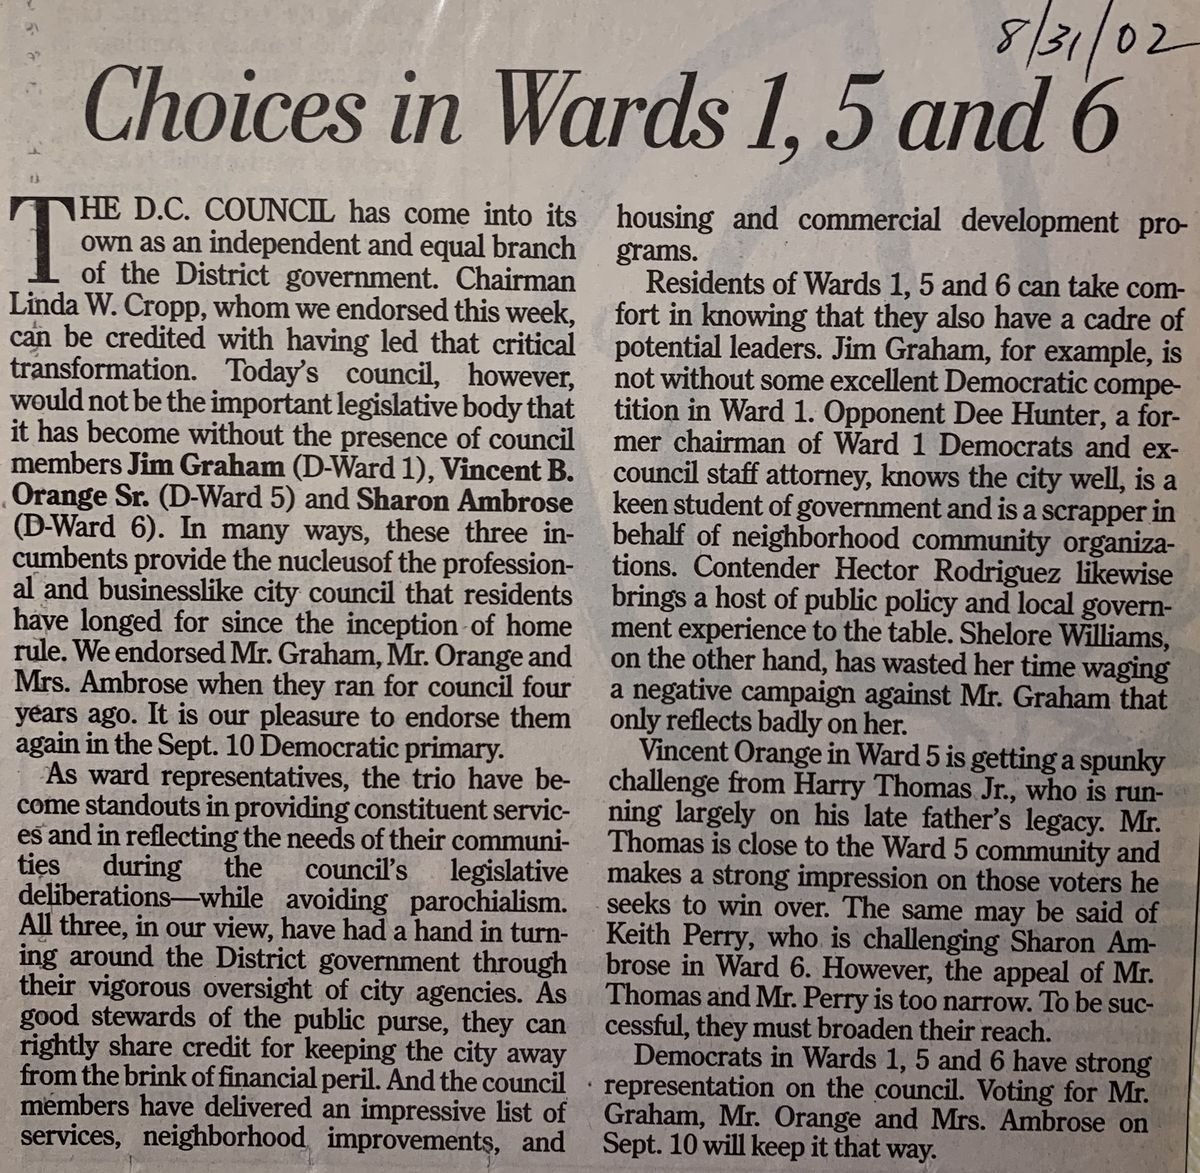 8/31/02
Choices in Wards 1, 5 and 6
THE D.C. COUNCIL has come into its
own as an independent and equal branch
of the District government. Chairman
Linda W. Cropp, whom we endorsed this week,
can be credited with having led that critical
transformation. Today's council, however,
would not be the important legislative body that
it has become without the presence of council
members Jim Graham (D-Ward 1), Vincent B.
Orange Sr. (D-Ward 5) and Sharon Ambrose
(D-Ward 6). In many ways, these three in-
cumbents provide the nucleusof the profession-
al and businesslike city council that residents
have longed for since the inception of home
rule. We endorsed Mr. Graham, Mr. Orange and
Mrs. Ambrose when they ran for council four
years ago. It is our pleasure to endorse them
again in the Sept. 10 Democratic primary.
As ward representatives, the trio have be-
come standouts in providing constituent servic-
es and in reflecting the needs of their communi-
ties during the council's legislative
deliberations—while avoiding parochialism.
All three, in our view, have had a hand in turn-
ing around the District government through
their vigorous oversight of city agencies. As
good stewards of the public purse, they can
rightly share credit for keeping the city away
from the brink of financial peril. And the council
members have delivered an impressive list of
services, neighborhood improvements, and
housing and commercial development pro-
grams.
Residents of Wards 1, 5 and 6 can take com-
fort in knowing that they also have a cadre of
potential leaders. Jim Graham, for example, is
not without some excellent Democratic compe-
tition in Ward 1. Opponent Dee Hunter, a for-
mer chairman of Ward 1 Democrats and ex-
council staff attorney, knows the city well, is a
keen student of government and is a scrapper in
behalf of neighborhood community organiza-
tions. Contender Hector Rodriguez likewise
brings a host of public policy and local govern-
ment experience to the table. Shelore Williams,
on the other hand, has wasted her time waging
a negative campaign against Mr. Graham that
only reflects badly on her.
Vincent Orange in Ward 5 is getting a spunky
challenge from Harry Thomas Jr., who is run-
ning largely on his late father's legacy. Mr.
Thomas is close to the Ward 5 community and
makes a strong impression on those voters he
seeks to win over. The same may be said of
Keith Perry, who is challenging Sharon Am-
brose in Ward 6. However, the appeal of Mr.
Thomas and Mr. Perry is too narrow. To be suc-
cessful, they must broaden their reach.
Democrats in Wards 1, 5 and 6 have strong
representation on the council. Voting for Mr.
Graham, Mr. Orange and Mrs. Ambrose on
Sept. 10 will keep it that way.